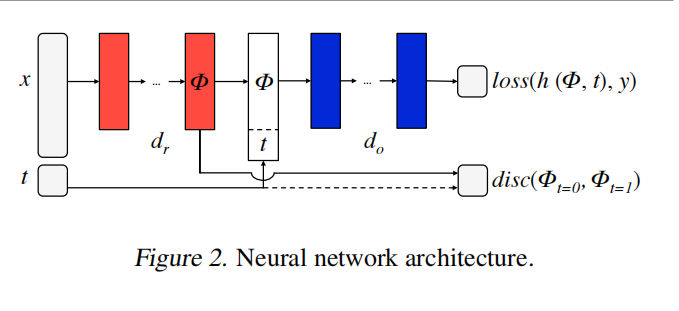 x
...
Φ
Φ
...
loss(h (Φ, t), y)
d_r
t
d_o
t
disc(Φ_{t=0}, Φ_{t=1})
Figure 2. Neural network architecture.